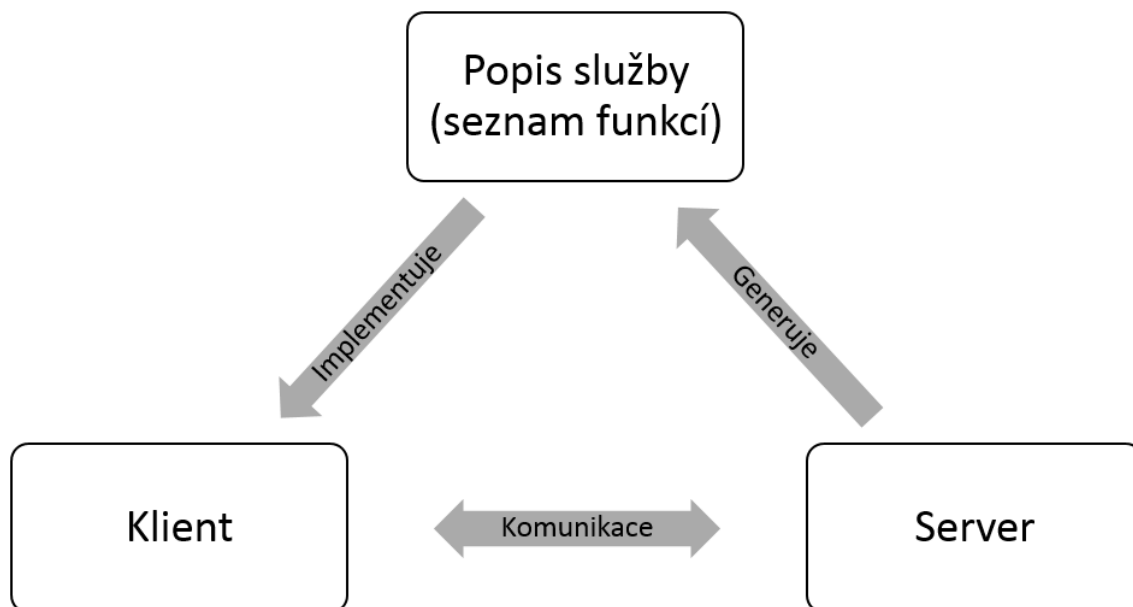 Popis služby
(seznam funkcí)
Implementuje
Generuje
Klient
Komunikace
Server